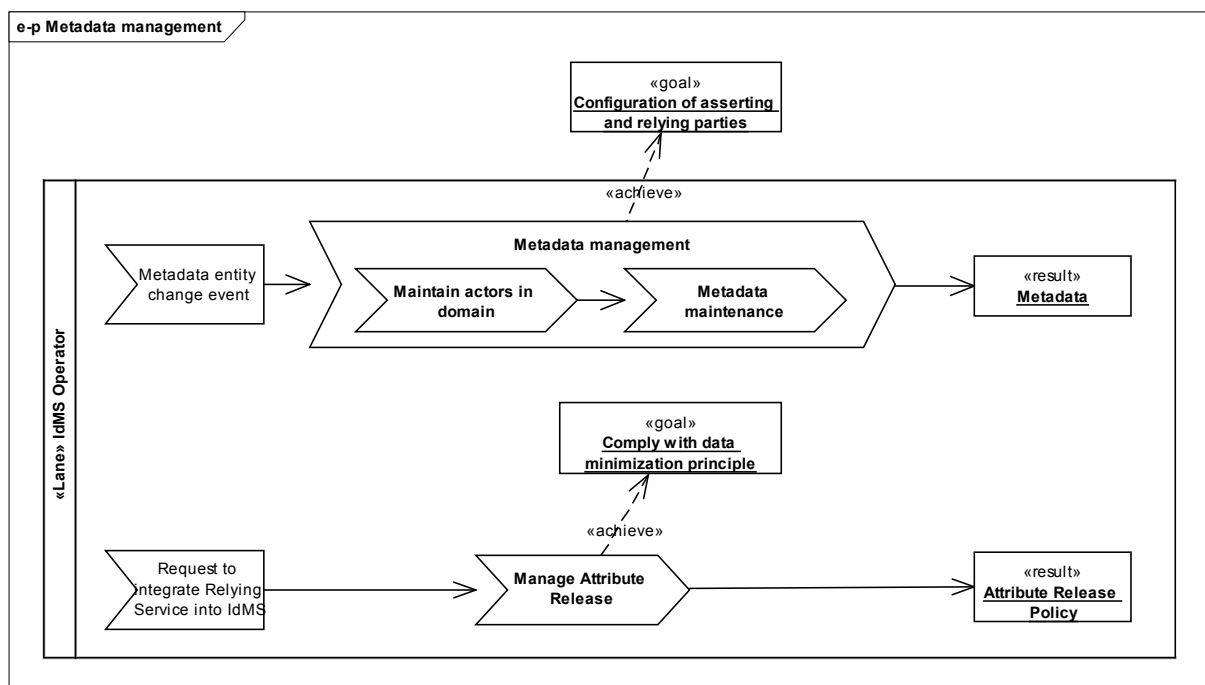 e-p Metadata management
«goal»
Configuration of asserting
and relying parties
«achieve»
«Lane» IdMS Operator
Metadata entity
change event
Metadata management
Maintain actors in
domain
Metadada
maintenance
«result»
Metadata
«goal»
Comply with data
minimization principle
«achieve»
Request to
integrate Relying
Service into IdMS
Manage Attribute
Release
«result»
Attribute Release
Policy